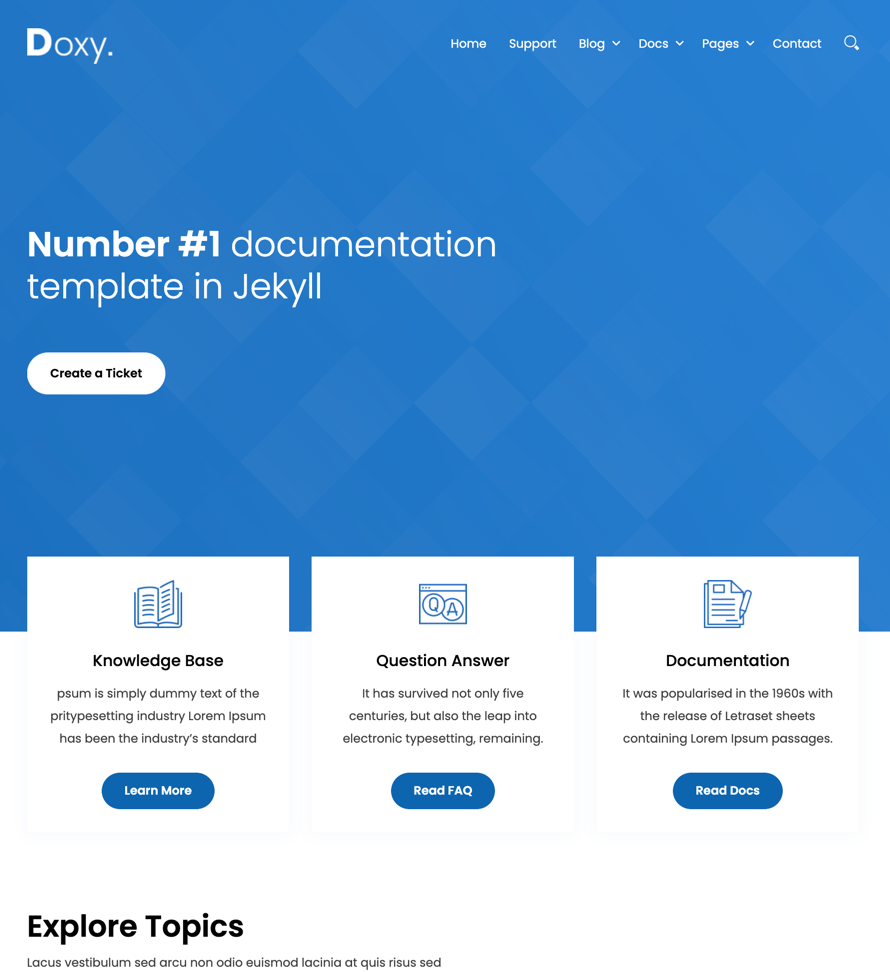 Doxy.
Home Support Blog Docs Pages Contact
Number #1 documentation
template in Jekyll
Create a Ticket
Knowledge Base
psum is simply dummy text of the
pritypesetting industry Lorem Ipsum
has been the industry’s standard
Learn More
QA
Question Answer
It has survived not only five
centuries, but also the leap into
electronic typesetting, remaining.
Read FAQ
Documentation
It was popularised in the 1960s with
the release of Letraset sheets
containing Lorem Ipsum passages.
Read Docs
Explore Topics
Lacus vestibulum sed arcu non odio euismod lacinia at quis risus sed